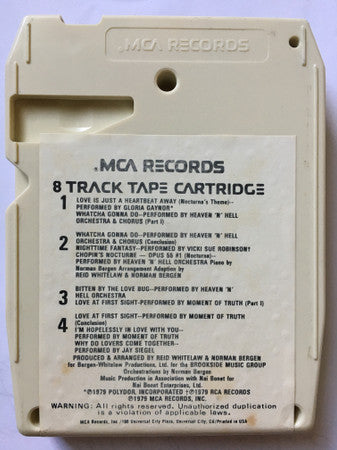 MCA RECORDS
.MCA RECORDS
8 TRACK TAPE CARTRIDGE
1 LOVE IS JUST A HEARTBEAT AWAY (Nocturna's Theme)--
PERFORMED BY GLORIA GAYNOR*
WHATCHA GONNA DO--PERFORMED BY HEAVEN 'N' HELL
ORCHESTRA & CHORUS (Part I)
2 WHATCHA GONNA DO--PERFORMED BY HEAVEN 'N' HELL
ORCHESTRA & CHORUS (Conclusion)
NIGHTTIME FANTASY--PERFORMED BY VICKI SUE ROBINSON†
CHOPIN'S NOCTURNE -- OPUS 55 #1 (Nocturne)--
PERFORMED BY HEAVEN 'N' HELL ORCHESTRA Piano by
Norman Bergen Arrangement Adaption by
REID WHITELAW & NORMAN BERGEN
3 BITTEN BY THE LOVE BUG--PERFORMED BY HEAVEN 'N'
HELL ORCHESTRA
LOVE AT FIRST SIGHT--PERFORMED BY MOMENT OF TRUTH (Part I)
4 LOVE AT FIRST SIGHT--PERFORMED BY MOMENT OF TRUTH
(Conclusion)
I'M HOPELESSLY IN LOVE WITH YOU--
PERFORMED BY MOMENT OF TRUTH
WHY DO LOVERS COME TOGETHER--
PERFORMED BY JAY SIEGEL
PRODUCED & ARRANGED BY REID WHITELAW & NORMAN BERGEN
for Bergen-Whitelaw Productions, Ltd. for the BROOKSIDE MUSIC GROUP
Orchestrations by Norman Bergen
Music Production in Association with Nai Bonet for
Nai Bonet Enterprises, Ltd.
*℗1979 POLYDOR, INCORPORATED †℗1979 RCA RECORDS
℗1979 MCA RECORDS, INC.
WARNING: All rights reserved. Unauthorized duplication
is a violation of applicable laws.
MCA Records, Inc./100 Universal City Plaza, Universal City, CA/Printed in USA